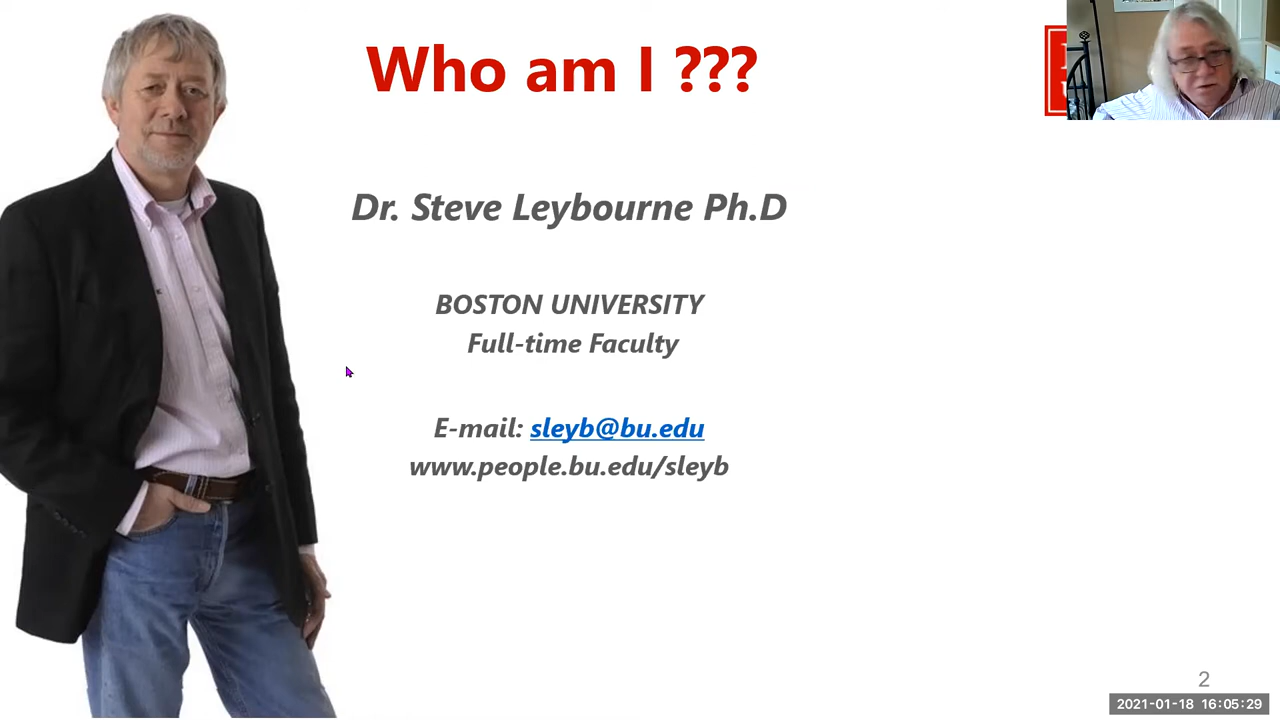 Who am I ???
Dr. Steve Leybourne Ph.D
BOSTON UNIVERSITY
Full-time Faculty
E-mail: sleyb@bu.edu
www.people.bu.edu/sleyb
2
2021-01-18 16:05:29